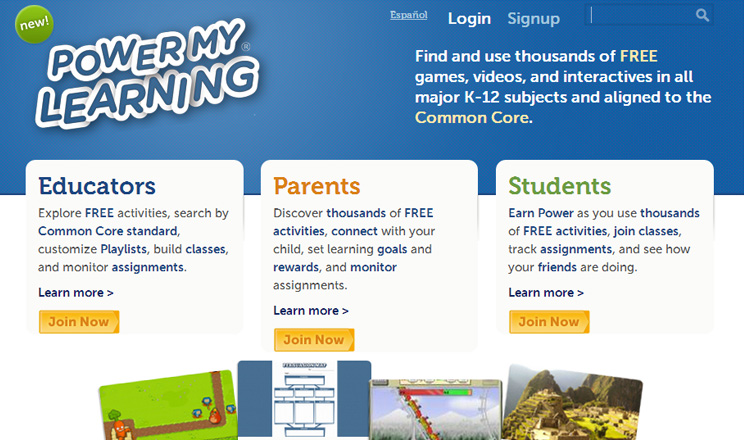 new!
POWER MY
LEARNING®
Español
Login
Signup
Find and use thousands of FREE
games, videos, and interactives in all
major K-12 subjects and aligned to the
Common Core.
Educators
Explore FREE activities, search by
Common Core standard,
customize Playlists, build classes,
and monitor assignments.
Learn more >
Join Now
Parents
Discover thousands of FREE
activities, connect with your
child, set learning goals and
rewards, and monitor
assignments.
Learn more >
Join Now
Students
Earn Power as you use thousands
of FREE activities, join classes,
track assignments, and see how
your friends are doing.
Learn more >
Join Now
PERSUASION MAP